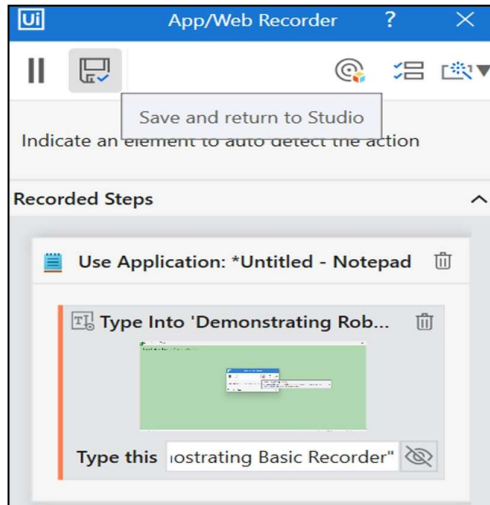 Ui App/Web Recorder ?
Save and return to Studio
Indicate an element to auto detect the action
Recorded Steps
Use Application: *Untitled - Notepad
Type Into 'Demonstrating Rob...
Type this ostrating Basic Recorder"